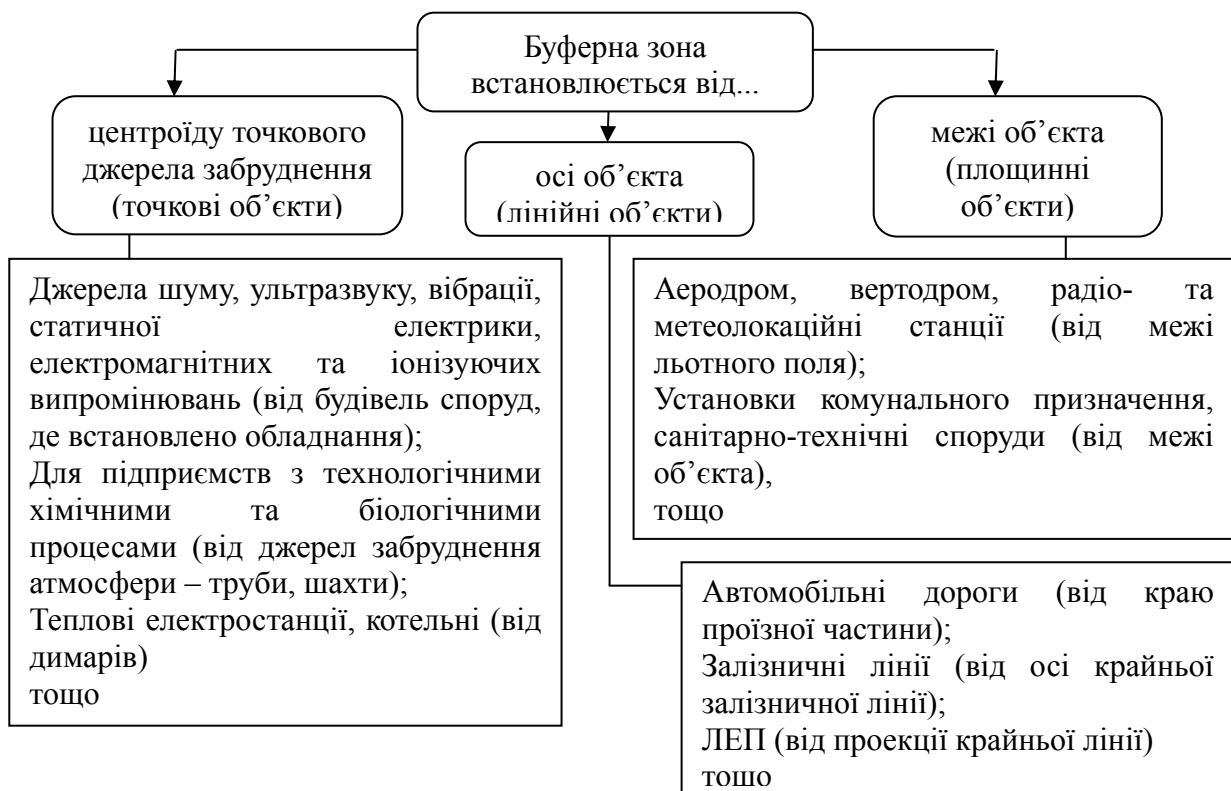 Буферна зона
встановлюється від...
центроїду точкового
джерела забруднення
(точкові об’єкти)
осі об’єкта
(лінійні об’єкти)
межі об’єкта
(площинні
об’єкти)
Джерела шуму, ультразвуку, вібрації,
статичної електрики,
електромагнітних та іонізуючих
випромінювань (від будівель споруд,
де встановлено обладнання);
Для підприємств з технологічними
хімічними та біологічними
процесами (від джерел забруднення
атмосфери – труби, шахти);
Теплові електростанції, котельні (від
димарів)
тощо
Аеродром, вертодром, радіо- та
метеолокаційні станції (від межі
льотного поля);
Установки комунального призначення,
санітарно-технічні споруди (від межі
об’єкта),
тощо
Автомобільні дороги (від краю
проїзної частини);
Залізничні лінії (від осі крайньої
залізничної лінії);
ЛЕП (від проекції крайньої лінії)
тощо